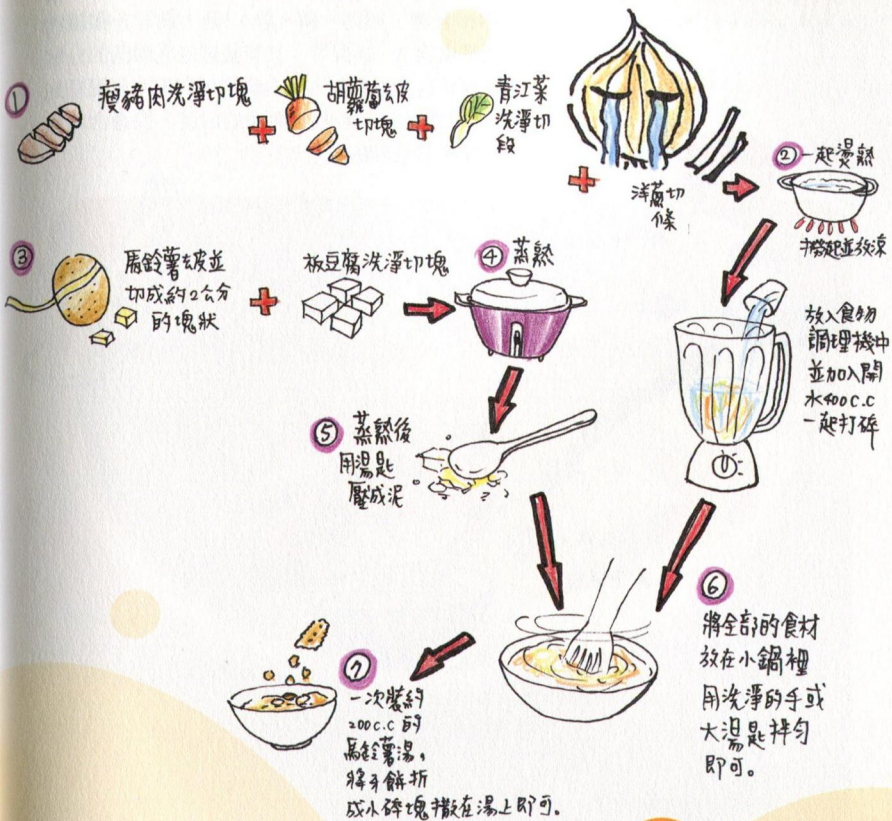 ①
瘦豬肉洗淨切塊
胡蘿蔔去皮
切塊
青江菜
洗淨切
段
洋蔥切
條
②一起燙熟
撈起並放涼
放入食物
調理機中
並加入開
水400c.c
一起打碎
③
馬鈴薯去皮並
切成約2公分
的塊狀
板豆腐洗淨切塊
④蒸熟
⑤蒸熟後
用湯匙
壓成泥
⑥
將全部的食材
放在小鍋裡
用洗淨的手或
大湯匙拌勻
即可。
⑦
一次裝約
200c.c的
馬鈴薯湯，
將牙餅折
成小碎塊撒在湯上即可。